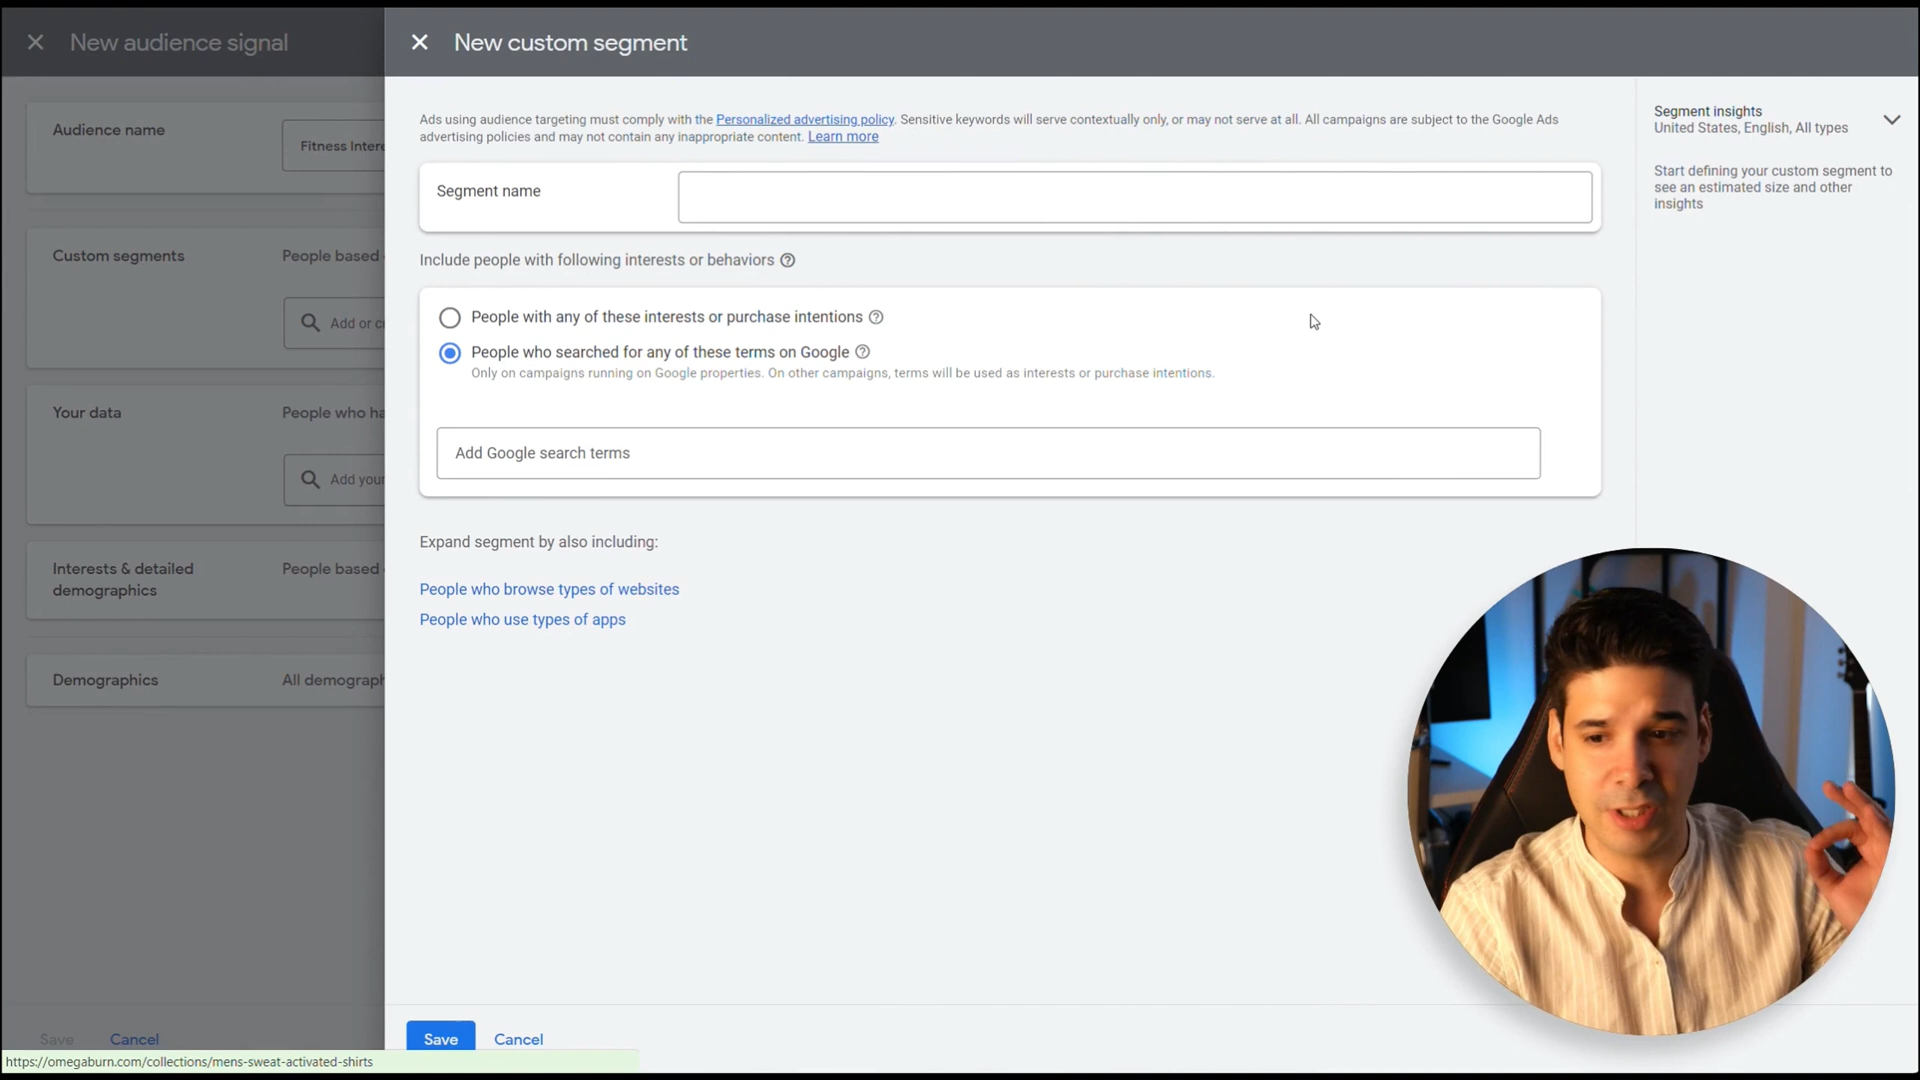 New audience signal
New custom segment
Audience name
Fitness Inter
Custom segments
People based
Add or c
Your data
People who ha
Add your
Interests & detailed
demographics
People based
Demographics
All demograph
Save
Cancel
Ads using audience targeting must comply with the Personalized advertising policy. Sensitive keywords will serve contextually only, or may not serve at all. All campaigns are subject to the Google Ads
advertising policies and may not contain any inappropriate content. Learn more
Segment name
Include people with following interests or behaviors
People with any of these interests or purchase intentions
People who searched for any of these terms on Google
Only on campaigns running on Google properties. On other campaigns, terms will be used as interests or purchase intentions.
Add Google search terms
Expand segment by also including:
People who browse types of websites
People who use types of apps
Save
Cancel
Segment insights
United States, English, All types
Start defining your custom segment to
see an estimated size and other
insights
https://omegaburn.com/collections/mens-sweat-activated-shirts